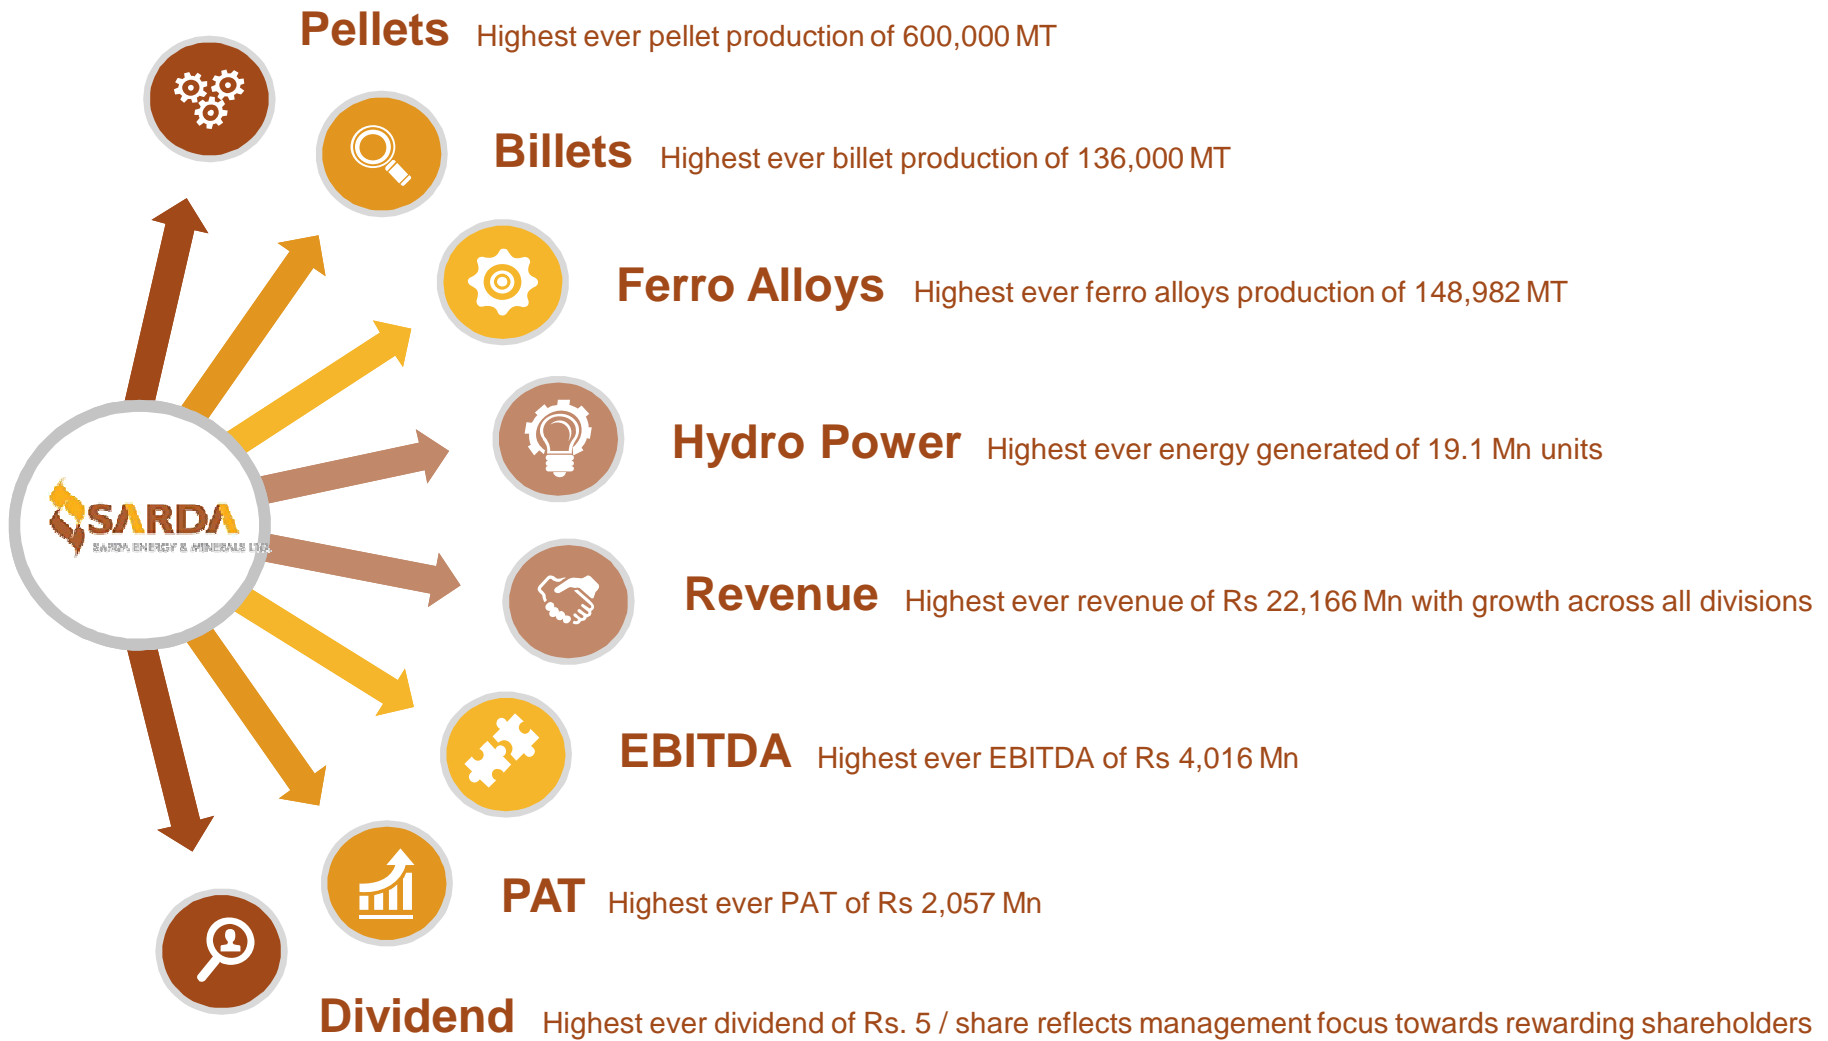 Pellets Highest ever pellet production of 600,000 MT
Billets Highest ever billet production of 136,000 MT
Ferro Alloys Highest ever ferro alloys production of 148,982 MT
Hydro Power Highest ever energy generated of 19.1 Mn units
SARDA
SARDA ENERGY & MINERALS LTD
Revenue Highest ever revenue of Rs 22,166 Mn with growth across all divisions
EBITDA Highest ever EBITDA of Rs 4,016 Mn
PAT Highest ever PAT of Rs 2,057 Mn
Dividend Highest ever dividend of Rs. 5 / share reflects management focus towards rewarding shareholders